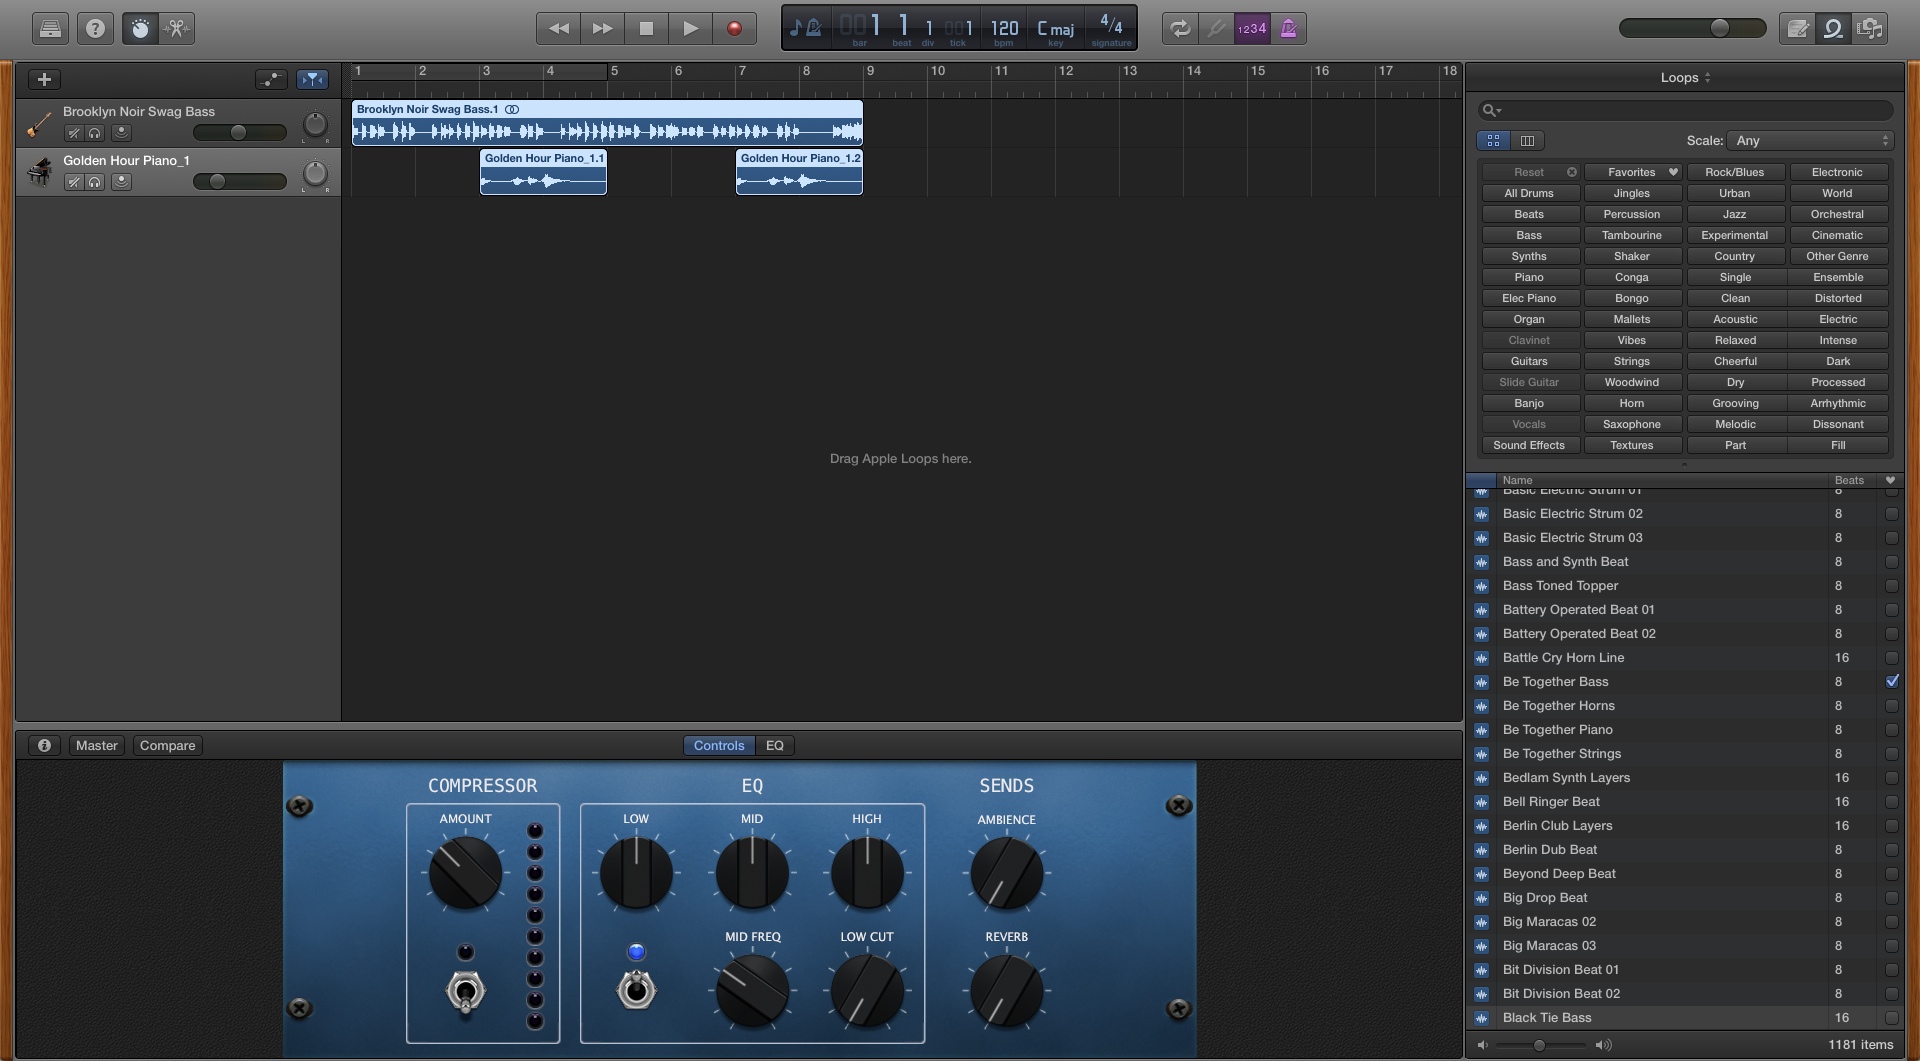 001 1 1 001 120 C maj 4/4
bar beat div tick bpm key signature
1234
1 2 3 4 5 6 7 8 9 10 11 12 13 14 15 16 17 18
Brooklyn Noir Swag Bass
L R
Golden Hour Piano_1
L R
Brooklyn Noir Swag Bass.1
Golden Hour Piano_1.1
Golden Hour Piano_1.2
Drag Apple Loops here.
Loops
Scale: Any
Reset Favorites Rock/Blues Electronic
All Drums Jingles Urban World
Beats Percussion Jazz Orchestral
Bass Tambourine Experimental Cinematic
Synths Shaker Country Other Genre
Piano Conga Single Ensemble
Elec Piano Bongo Clean Distorted
Organ Mallets Acoustic Electric
Clavinet Vibes Relaxed Intense
Guitars Strings Cheerful Dark
Slide Guitar Woodwind Dry Processed
Banjo Horn Grooving Arrhythmic
Vocals Saxophone Melodic Dissonant
Sound Effects Textures Part Fill
Name Beats
Basic Electric Strum 01 8
Basic Electric Strum 02 8
Basic Electric Strum 03 8
Bass and Synth Beat 8
Bass Toned Topper 8
Battery Operated Beat 01 8
Battery Operated Beat 02 8
Battle Cry Horn Line 16
Be Together Bass 8
Be Together Horns 8
Be Together Piano 8
Be Together Strings 8
Bedlam Synth Layers 16
Bell Ringer Beat 16
Berlin Club Layers 16
Berlin Dub Beat 8
Beyond Deep Beat 8
Big Drop Beat 8
Big Maracas 02 8
Big Maracas 03 8
Bit Division Beat 01 8
Bit Division Beat 02 8
Black Tie Bass 16
1181 items
Master Compare Controls EQ
COMPRESSOR EQ SENDS
AMOUNT LOW MID HIGH AMBIENCE
MID FREQ LOW CUT REVERB